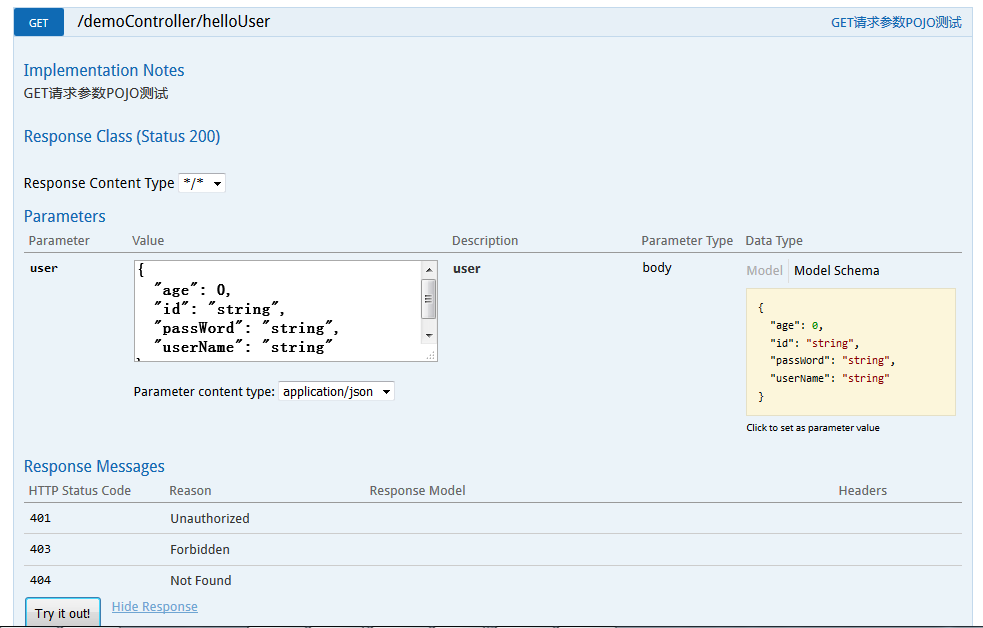 GET /demoController/helloUser GET请求参数POJO测试
Implementation Notes
GET请求参数POJO测试
Response Class (Status 200)
Response Content Type */*
Parameters
Parameter Value Description Parameter Type Data Type
user
{
"age": 0,
"id": "string",
"passWord": "string",
"userName": "string"
Parameter content type: application/json
user
body
Model Model Schema
{
"age": 0,
"id": "string",
"passWord": "string",
"userName": "string"
}
Click to set as parameter value
Response Messages
HTTP Status Code Reason Response Model Headers
401 Unauthorized
403 Forbidden
404 Not Found
Try it out! Hide Response